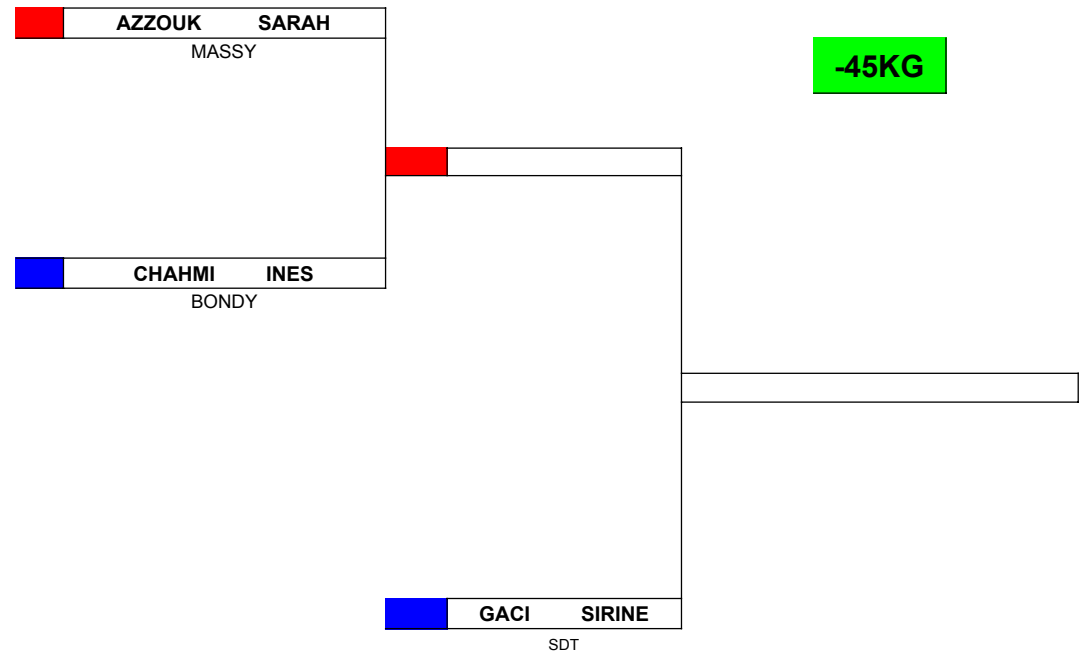 AZZOUK SARAH
MASSY
-45KG
CHAHMI INES
BONDY
GACI SIRINE
SDT